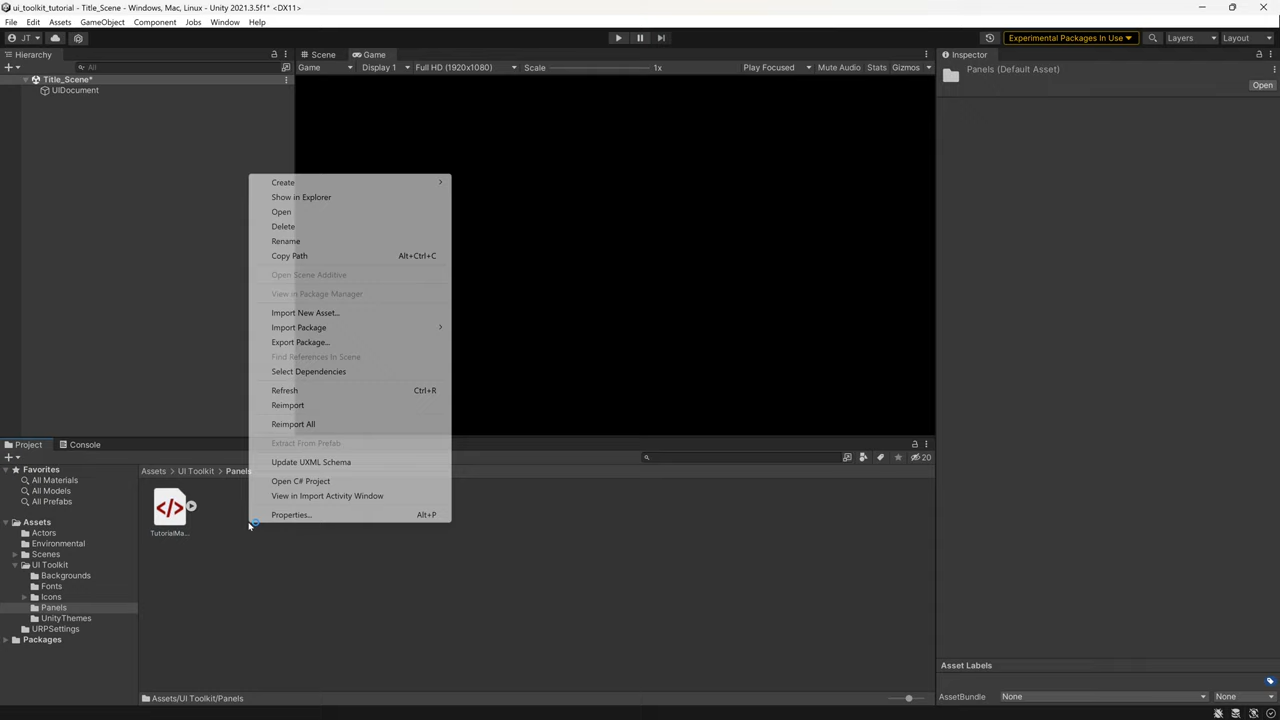 ui_toolkit_tutorial - Title_Scene - Windows, Mac, Linux - Unity 2021.3.5f1* <DX11>
File Edit Assets GameObject Component Jobs Window Help
JT Experimental Packages In Use Layers Layout
Hierarchy Scene Game Inspector
All Game Display 1 Full HD (1920x1080) Scale 1x Play Focused Mute Audio Stats Gizmos Panels (Default Asset)
Title_Scene*
Open
UIDocument
Create
Show in Explorer
Open
Delete
Rename
Copy Path Alt+Ctrl+C
Open Scene Additive
View in Package Manager
Import New Asset...
Import Package
Export Package...
Find References In Scene
Select Dependencies
Refresh Ctrl+R
Reimport
Reimport All
Extract From Prefab
Update UXML Schema
Open C# Project
View in Import Activity Window
Properties... Alt+P
Project Console
20
Favorites
All Materials
All Models
All Prefabs
Assets
Actors
Environmental
Scenes
UI Toolkit
Backgrounds
Fonts
Icons
Panels
UnityThemes
URPSettings
Packages
Assets > UI Toolkit > Panels
</>
TutorialMa...
Assets/UI Toolkit/Panels
Asset Labels
AssetBundle None None